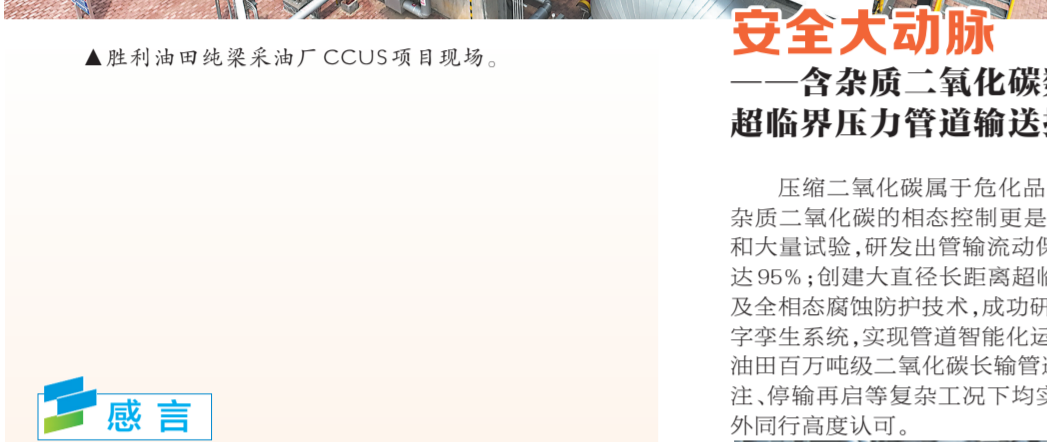 ▲胜利油田纯梁采油厂CCUS项目现场。
感言
安全大动脉
——含杂质二氧化碳
超临界压力管道输送
压缩二氧化碳属于危化品
杂质二氧化碳的相态控制更是
和大量试验,研发出管输流动
达95%;创建大直径长距离超
及全相态腐蚀防护技术,成功研
字孪生系统,实现管道智能化运
油田百万吨级二氧化碳长输管
注、停输再启等复杂工况下均实
外同行高度认可。